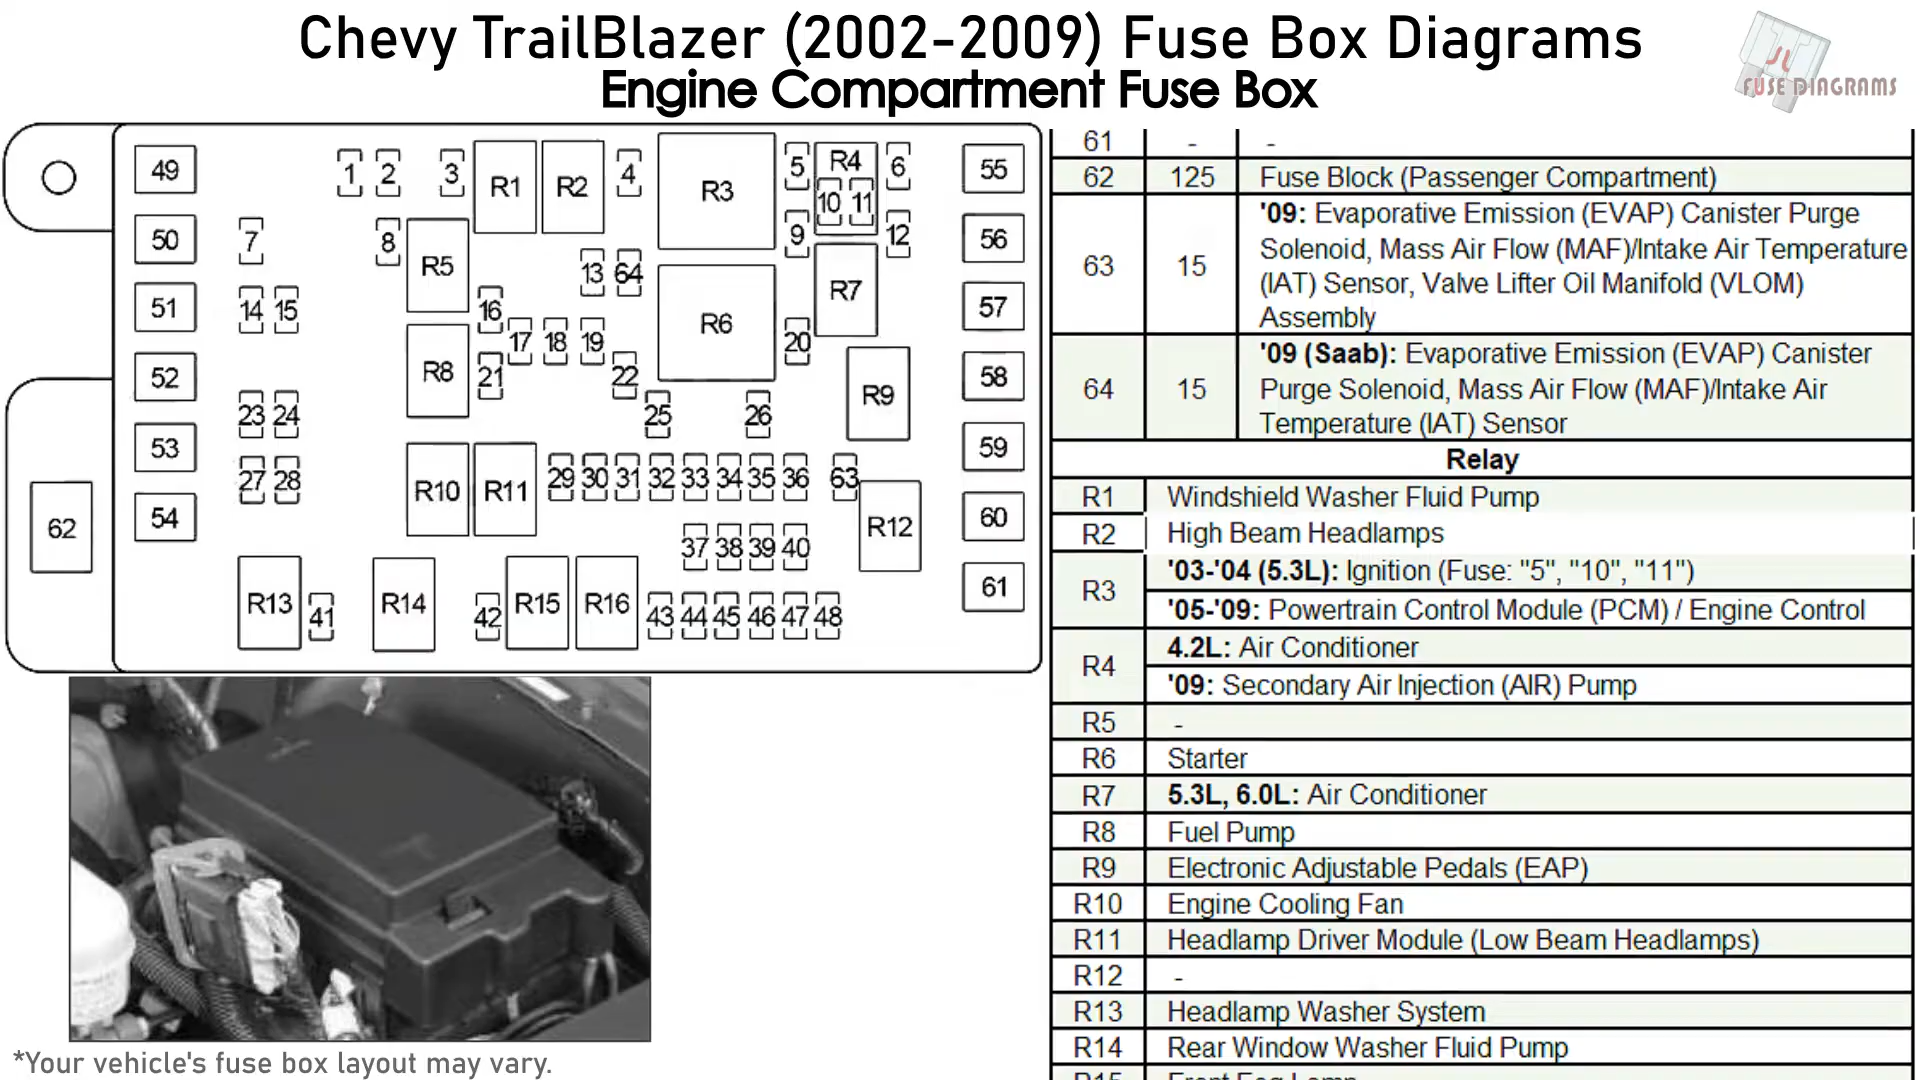 Chevy TrailBlazer (2002-2009) Fuse Box Diagrams
Engine Compartment Fuse Box
JL
FUSE DIAGRAMS
49 1 2 3 R1 R2 4 R3 5 R4 6 55
10 11
50 7 8 R5 9 12 56
13 64 R7
51 14 15 16 R6 57
17 18 19 20
52 R8 21 22 58
R9
23 24 25 26
53 59
27 28 R10 R11 29 30 31 32 33 34 35 36 63
62 54 R12 60
37 38 39 40
61
R13 41 R14 42 R15 R16 43 44 45 46 47 48
61 - -
62 125 Fuse Block (Passenger Compartment)
63 15 '09: Evaporative Emission (EVAP) Canister Purge
Solenoid, Mass Air Flow (MAF)/Intake Air Temperature
(IAT) Sensor, Valve Lifter Oil Manifold (VLOM)
Assembly
64 15 '09 (Saab): Evaporative Emission (EVAP) Canister
Purge Solenoid, Mass Air Flow (MAF)/Intake Air
Temperature (IAT) Sensor
Relay
R1 Windshield Washer Fluid Pump
R2 High Beam Headlamps
R3 '03-'04 (5.3L): Ignition (Fuse: "5", "10", "11")
'05-'09: Powertrain Control Module (PCM) / Engine Control
R4 4.2L: Air Conditioner
'09: Secondary Air Injection (AIR) Pump
R5 -
R6 Starter
R7 5.3L, 6.0L: Air Conditioner
R8 Fuel Pump
R9 Electronic Adjustable Pedals (EAP)
R10 Engine Cooling Fan
R11 Headlamp Driver Module (Low Beam Headlamps)
R12 -
R13 Headlamp Washer System
R14 Rear Window Washer Fluid Pump
R15 Front Fog Lamp
*Your vehicle's fuse box layout may vary.